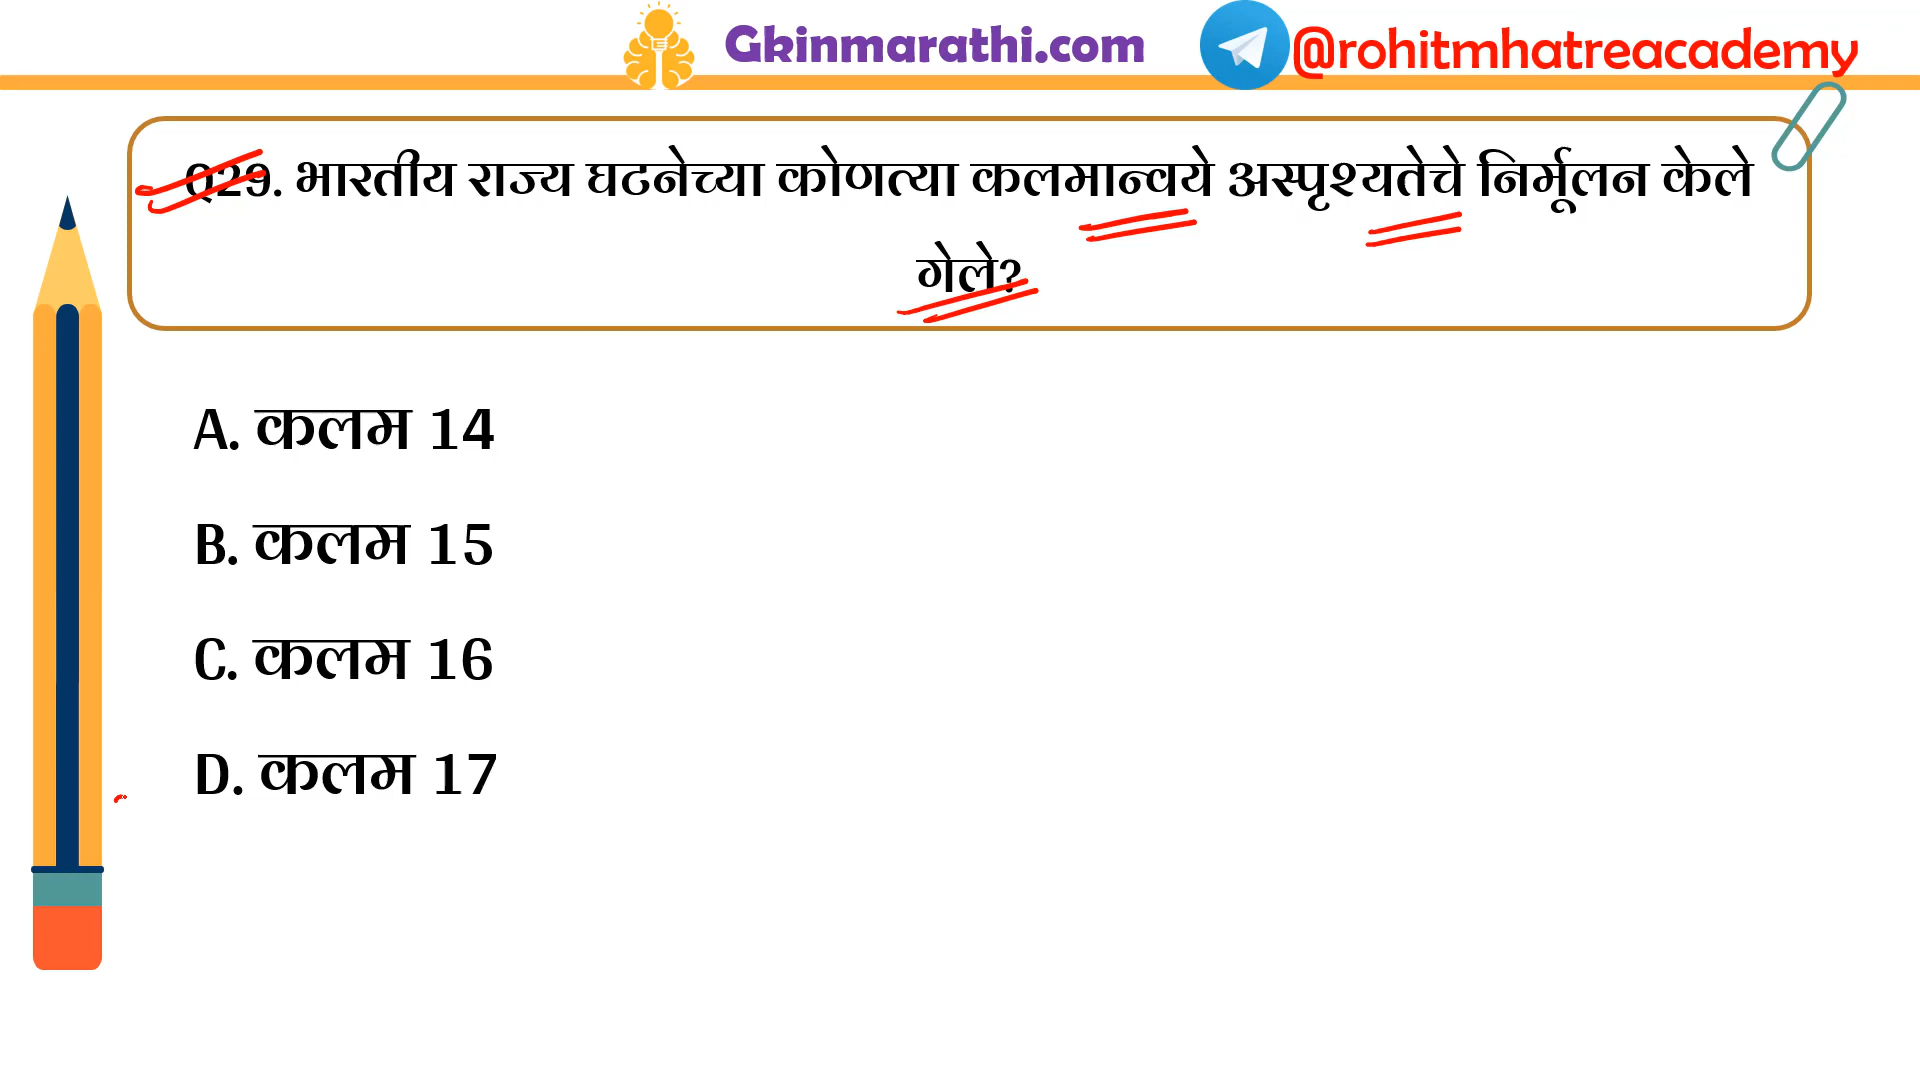 Gkinmarathi.com
@rohitmhatreacademy
Q29. भारतीय राज्य घटनेच्या कोणत्या कलमान्वये अस्पृश्यतेचे निर्मूलन केले
गेले?
A. कलम 14
B. कलम 15
C. कलम 16
D. कलम 17